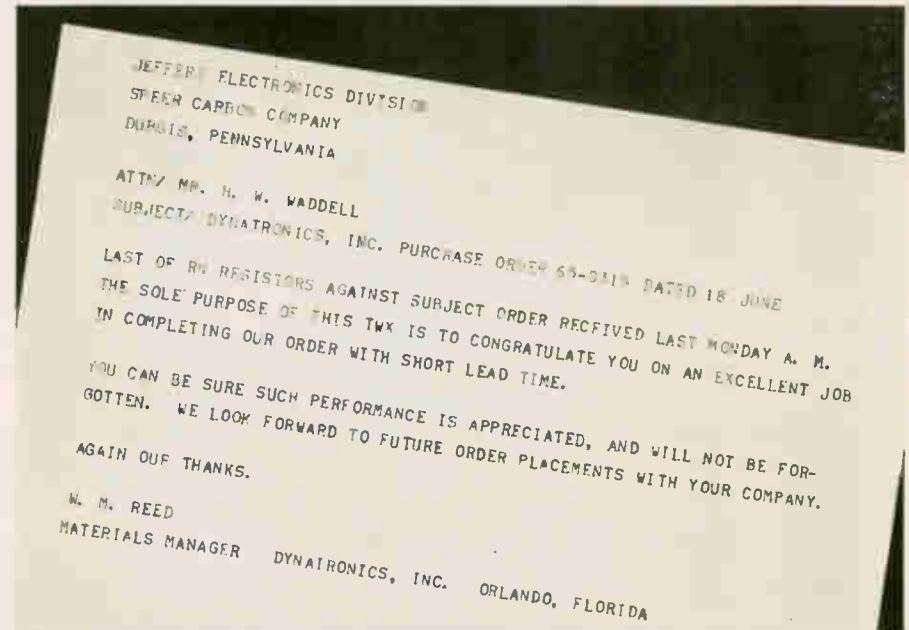 JEFFERS ELECTRONICS DIVISION
SPEER CARBON COMPANY
DUBOIS, PENNSYLVANIA
ATTN/ MR. H. W. WADDELL
SUBJECT/ DYNATRONICS, INC. PURCHASE ORDER DATED 18 JUNE
LAST OF RN RESISTORS AGAINST SUBJECT ORDER RECEIVED LAST MONDAY A. M.
THE SOLE PURPOSE OF THIS TWX IS TO CONGRATULATE YOU ON AN EXCELLENT JOB
IN COMPLETING OUR ORDER WITH SHORT LEAD TIME.
YOU CAN BE SURE SUCH PERFORMANCE IS APPRECIATED, AND WILL NOT BE FOR-
GOTTEN. WE LOOK FORWARD TO FUTURE ORDER PLACEMENTS WITH YOUR COMPANY.
AGAIN OUR THANKS.
W. M. REED
MATERIALS MANAGER DYNATRONICS, INC. ORLANDO, FLORIDA